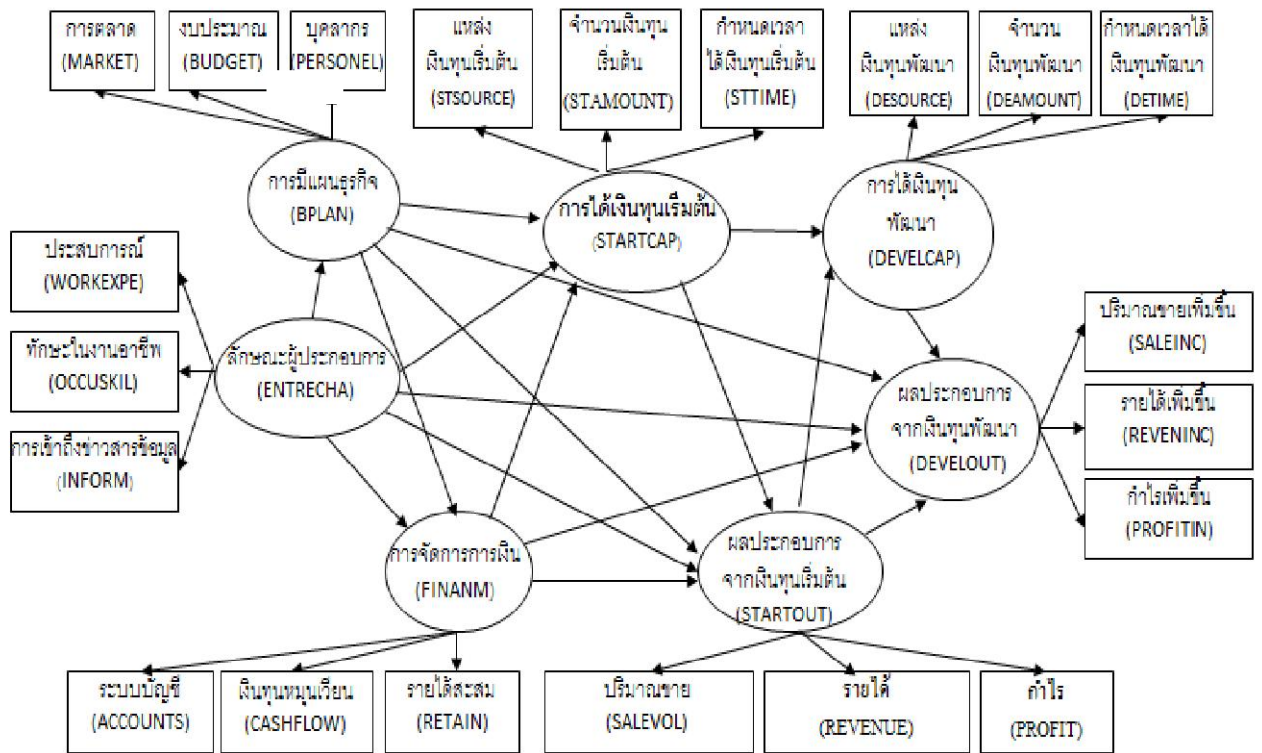 การตลาด
(MARKET)
งบประมาณ
(BUDGET)
บุคลากร
(PERSONEL)
แหล่ง
เงินทุนเริ่มต้น
(STSOURCE)
จำนวนเงินทุน
เริ่มต้น
(STAMOUNT)
กำหนดเวลา
ได้เงินทุนเริ่มต้น
(STTIME)
แหล่ง
เงินทุนพัฒนา
(DESOURCE)
จำนวน
เงินทุนพัฒนา
(DEAMOUNT)
กำหนดเวลาได้
เงินทุนพัฒนา
(DETIME)
การมีแผนธุรกิจ
(BPLAN)
การได้เงินทุนเริ่มต้น
(STARTCAP)
การได้เงินทุน
พัฒนา
(DEVELCAP)
ประสบการณ์
(WORKEXPE)
ทักษะในงานอาชีพ
(OCCUSKIL)
การเข้าถึงข่าวสารข้อมูล
(INFORM)
ลักษณะผู้ประกอบการ
(ENTRECHA)
ผลประกอบการ
จากเงินทุนพัฒนา
(DEVELOUT)
ปริมาณขายเพิ่มขึ้น
(SALEINC)
รายได้เพิ่มขึ้น
(REVENINC)
กำไรเพิ่มขึ้น
(PROFITIN)
การจัดการการเงิน
(FINANM)
ผลประกอบการ
จากเงินทุนเริ่มต้น
(STARTOUT)
ระบบบัญชี
(ACCOUNTS)
เงินทุนหมุนเวียน
(CASHFLOW)
รายได้สะสม
(RETAIN)
ปริมาณขาย
(SALEVOL)
รายได้
(REVENUE)
กำไร
(PROFIT)